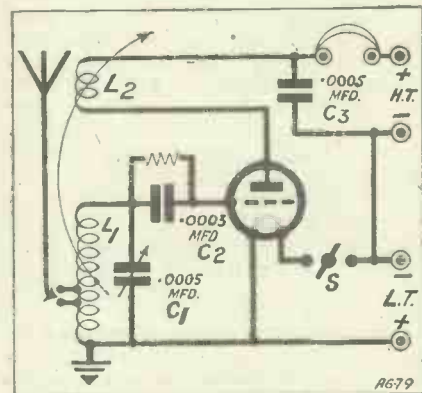 L2
.0005
MFD.
C3
+
H.T.
−
L1
.0003
MFD
C2
.0005
MFD.
C1
S
−
L.T.
+
A679